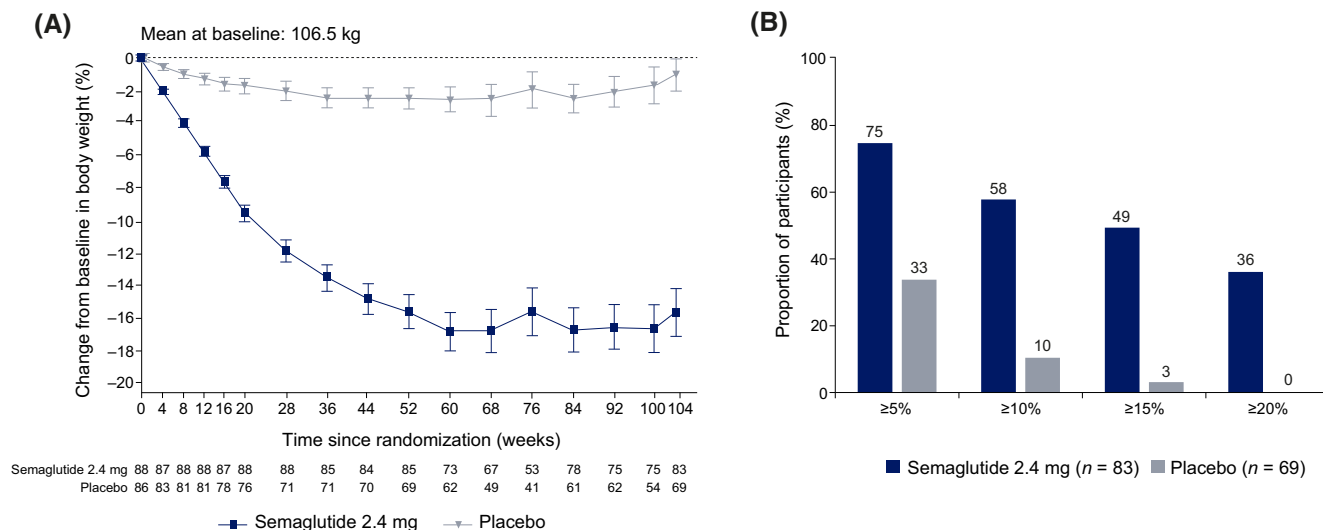 (A)
Mean at baseline: 106.5 kg
Change from baseline in body weight (%)
0
–2
–4
–6
–8
–10
–12
–14
–16
–18
–20
0 4 8 12 16 20 28 36 44 52 60 68 76 84 92 100 104
Time since randomization (weeks)
Semaglutide 2.4 mg 88 87 88 88 87 88 88 85 84 85 73 67 53 78 75 75 83
Placebo 86 83 81 81 78 76 71 71 70 69 62 49 41 61 62 54 69
Semaglutide 2.4 mg Placebo
(B)
Proportion of participants (%)
100
80
60
40
20
0
75 33 58 10 49 3 36 0
≥5% ≥10% ≥15% ≥20%
Semaglutide 2.4 mg (n = 83) Placebo (n = 69)